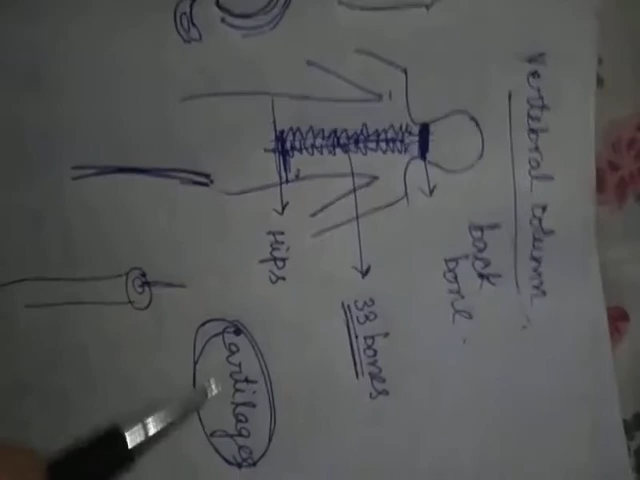 Vertebral column.
back
bone.
33 bones
Hips
Cartilages